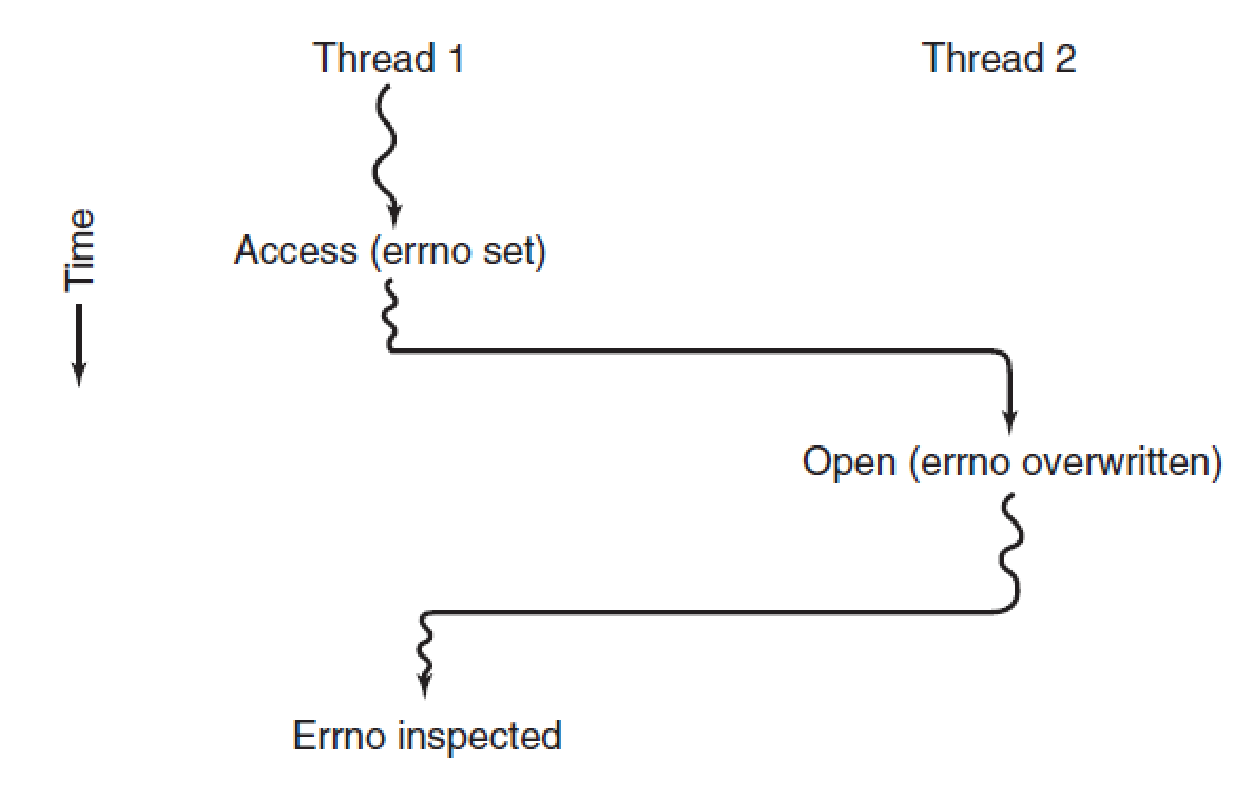 Thread 1
Thread 2
Time
Access (errno set)
Open (errno overwritten)
Errno inspected